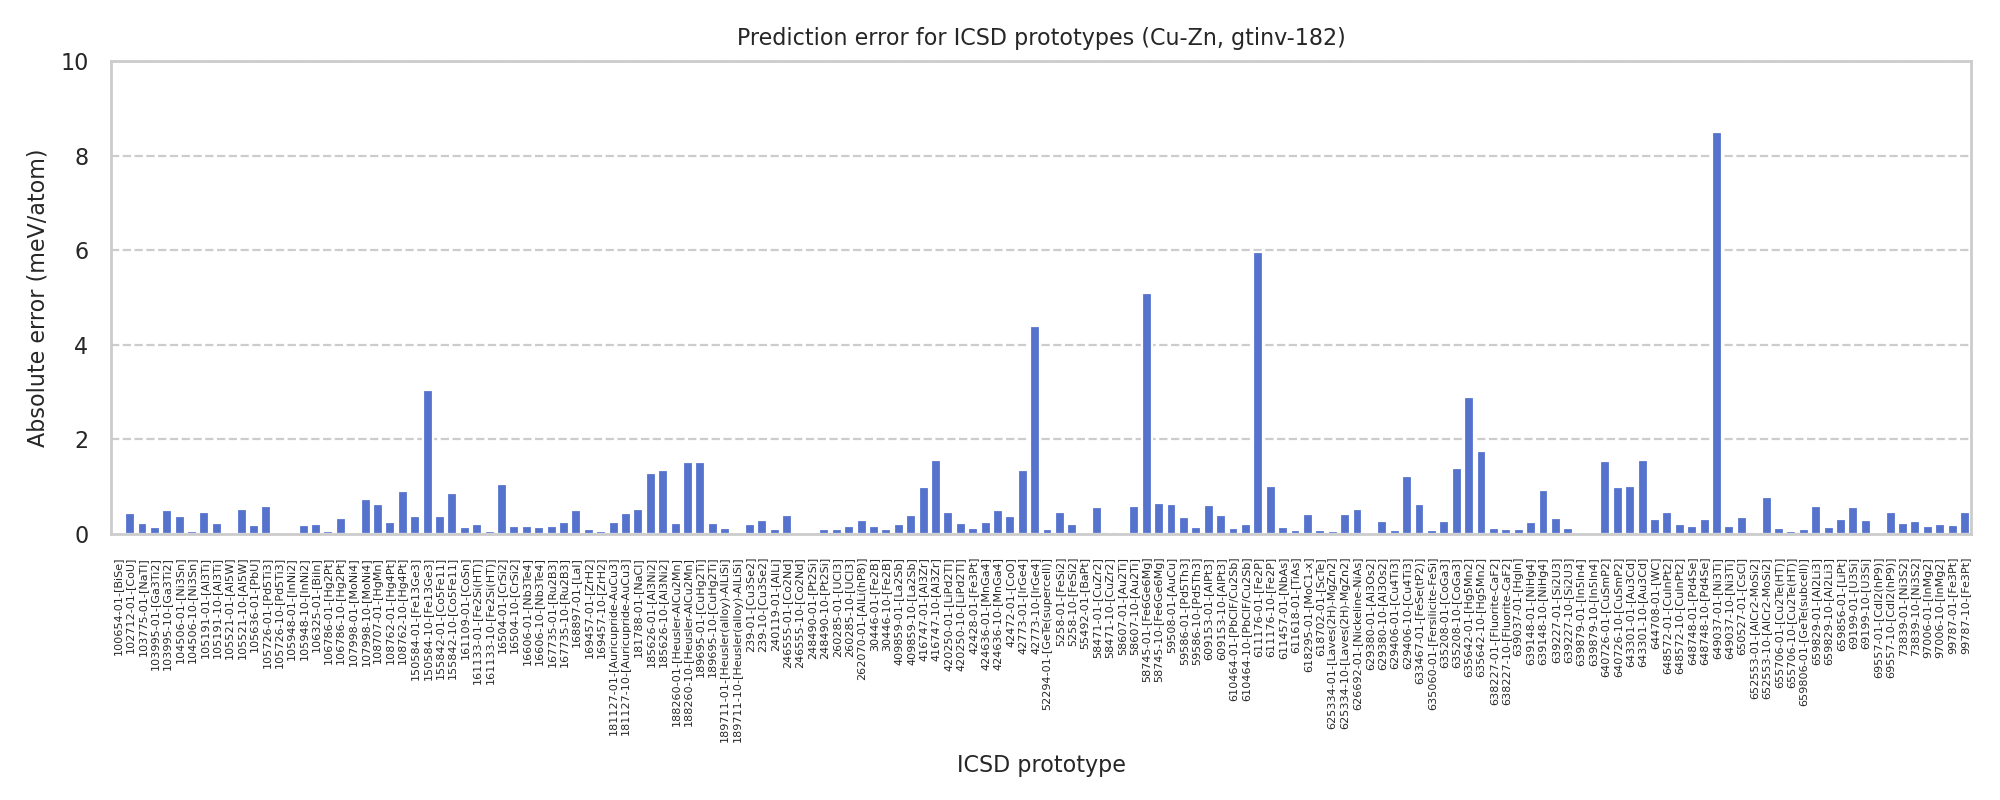 Prediction error for ICSD prototypes (Cu-Zn, gtinv-182)
Absolute error (meV/atom)
10
8
6
4
2
0
100654-01-[BiSe]
102712-01-[CoU]
103775-01-[NaTl]
103995-01-[Ga3Ti2]
103995-10-[Ga3Ti2]
104506-01-[Ni3Sn]
104506-10-[Ni3Sn]
105191-01-[Al3Ti]
105191-10-[Al3Ti]
105521-01-[Al5W]
105521-10-[Al5W]
105636-01-[PbU]
105726-01-[Pd5Ti3]
105726-10-[Pd5Ti3]
105948-01-[InNi2]
105948-10-[InNi2]
106325-01-[BiIn]
106786-01-[Hg2Pt]
106786-10-[Hg2Pt]
107998-01-[MoNi4]
107998-10-[MoNi4]
108707-01-[HgMn]
108762-01-[Hg4Pt]
108762-10-[Hg4Pt]
150584-01-[Fe13Ge3]
150584-10-[Fe13Ge3]
155842-01-[Co5Fe11]
155842-10-[Co5Fe11]
161109-01-[CoSn]
161133-01-[Fe2Si(HT)]
161133-10-[Fe2Si(HT)]
16504-01-[CrSi2]
16504-10-[CrSi2]
16606-01-[Nb3Te4]
16606-10-[Nb3Te4]
167735-01-[Ru2B3]
167735-10-[Ru2B3]
168897-01-[LaI]
169457-01-[ZrH2]
169457-10-[ZrH2]
181127-01-[Auricupride-AuCu3]
181127-10-[Auricupride-AuCu3]
181788-01-[NaCl]
185626-01-[Al3Ni2]
185626-10-[Al3Ni2]
188260-01-[Heusler-AlCu2Mn]
188260-10-[Heusler-AlCu2Mn]
189695-01-[CuHg2Ti]
189695-10-[CuHg2Ti]
189711-01-[Heusler(alloy)-AlLiSi]
189711-10-[Heusler(alloy)-AlLiSi]
239-01-[Cu3Se2]
239-10-[Cu3Se2]
240119-01-[AlLi]
246555-01-[Co2Nd]
246555-10-[Co2Nd]
248490-01-[Pt2Si]
248490-10-[Pt2Si]
260285-01-[UCl3]
260285-10-[UCl3]
262070-01-[AlLi(hP8)]
30446-01-[Fe2B]
30446-10-[Fe2B]
409859-01-[La2Sb]
409859-10-[La2Sb]
416747-01-[Al3Zr]
416747-10-[Al3Zr]
420250-01-[LiPd2Tl]
420250-10-[LiPd2Tl]
42428-01-[Fe3Pt]
424636-01-[MnGa4]
424636-10-[MnGa4]
42472-01-[CoO]
42773-01-[IrGe4]
42773-10-[IrGe4]
52294-01-[GeTe(supercell)]
5258-01-[FeSi2]
5258-10-[FeSi2]
55492-01-[BaPt]
58471-01-[CuZr2]
58471-10-[CuZr2]
58607-01-[Au2Ti]
58607-10-[Au2Ti]
58745-01-[Fe6Ge6Mg]
58745-10-[Fe6Ge6Mg]
59508-01-[AuCu]
59586-01-[Pd5Th3]
59586-10-[Pd5Th3]
609153-01-[AlPt3]
609153-10-[AlPt3]
610464-01-[PbClF/Cu2Sb]
610464-10-[PbClF/Cu2Sb]
611176-01-[Fe2P]
611176-10-[Fe2P]
611457-01-[NbAs]
611618-01-[TiAs]
618295-01-[MoC1-x]
618702-01-[ScTe]
625334-01-[Laves(2H)-MgZn2]
625334-10-[Laves(2H)-MgZn2]
626692-01-[Nickeline-NiAs]
629380-01-[Al3Os2]
629380-10-[Al3Os2]
629406-01-[Cu4Ti3]
629406-10-[Cu4Ti3]
633467-01-[FeSe(tP2)]
635060-01-[Fersilicite-FeSi]
635208-01-[CoGa3]
635208-10-[CoGa3]
635642-01-[Hg5Mn2]
635642-10-[Hg5Mn2]
638227-01-[Fluorite-CaF2]
638227-10-[Fluorite-CaF2]
639037-01-[HgIn]
639148-01-[NiHg4]
639148-10-[NiHg4]
639227-01-[Si2U3]
639227-10-[Si2U3]
639879-01-[In5In4]
639879-10-[In5In4]
640726-01-[CuSmP2]
640726-10-[CuSmP2]
643301-01-[Au3Cd]
643301-10-[Au3Cd]
644708-01-[WC]
648572-01-[CuInPt2]
648572-10-[CuInPt2]
648748-01-[Pd4Se]
648748-10-[Pd4Se]
649037-01-[Ni3Ti]
649037-10-[Ni3Ti]
650527-01-[CsCl]
652553-01-[AlCr2-MoSi2]
652553-10-[AlCr2-MoSi2]
655706-01-[Cu2Te(HT)]
655706-10-[Cu2Te(HT)]
659806-01-[GeTe(subcell)]
659829-01-[Al2Li3]
659829-10-[Al2Li3]
659856-01-[LiPt]
69199-01-[U3Si]
69199-10-[U3Si]
69557-01-[CdI2(hP9)]
69557-10-[CdI2(hP9)]
73839-01-[Ni3S2]
73839-10-[Ni3S2]
97006-01-[InMg2]
97006-10-[InMg2]
99787-01-[Fe3Pt]
99787-10-[Fe3Pt]
ICSD prototype